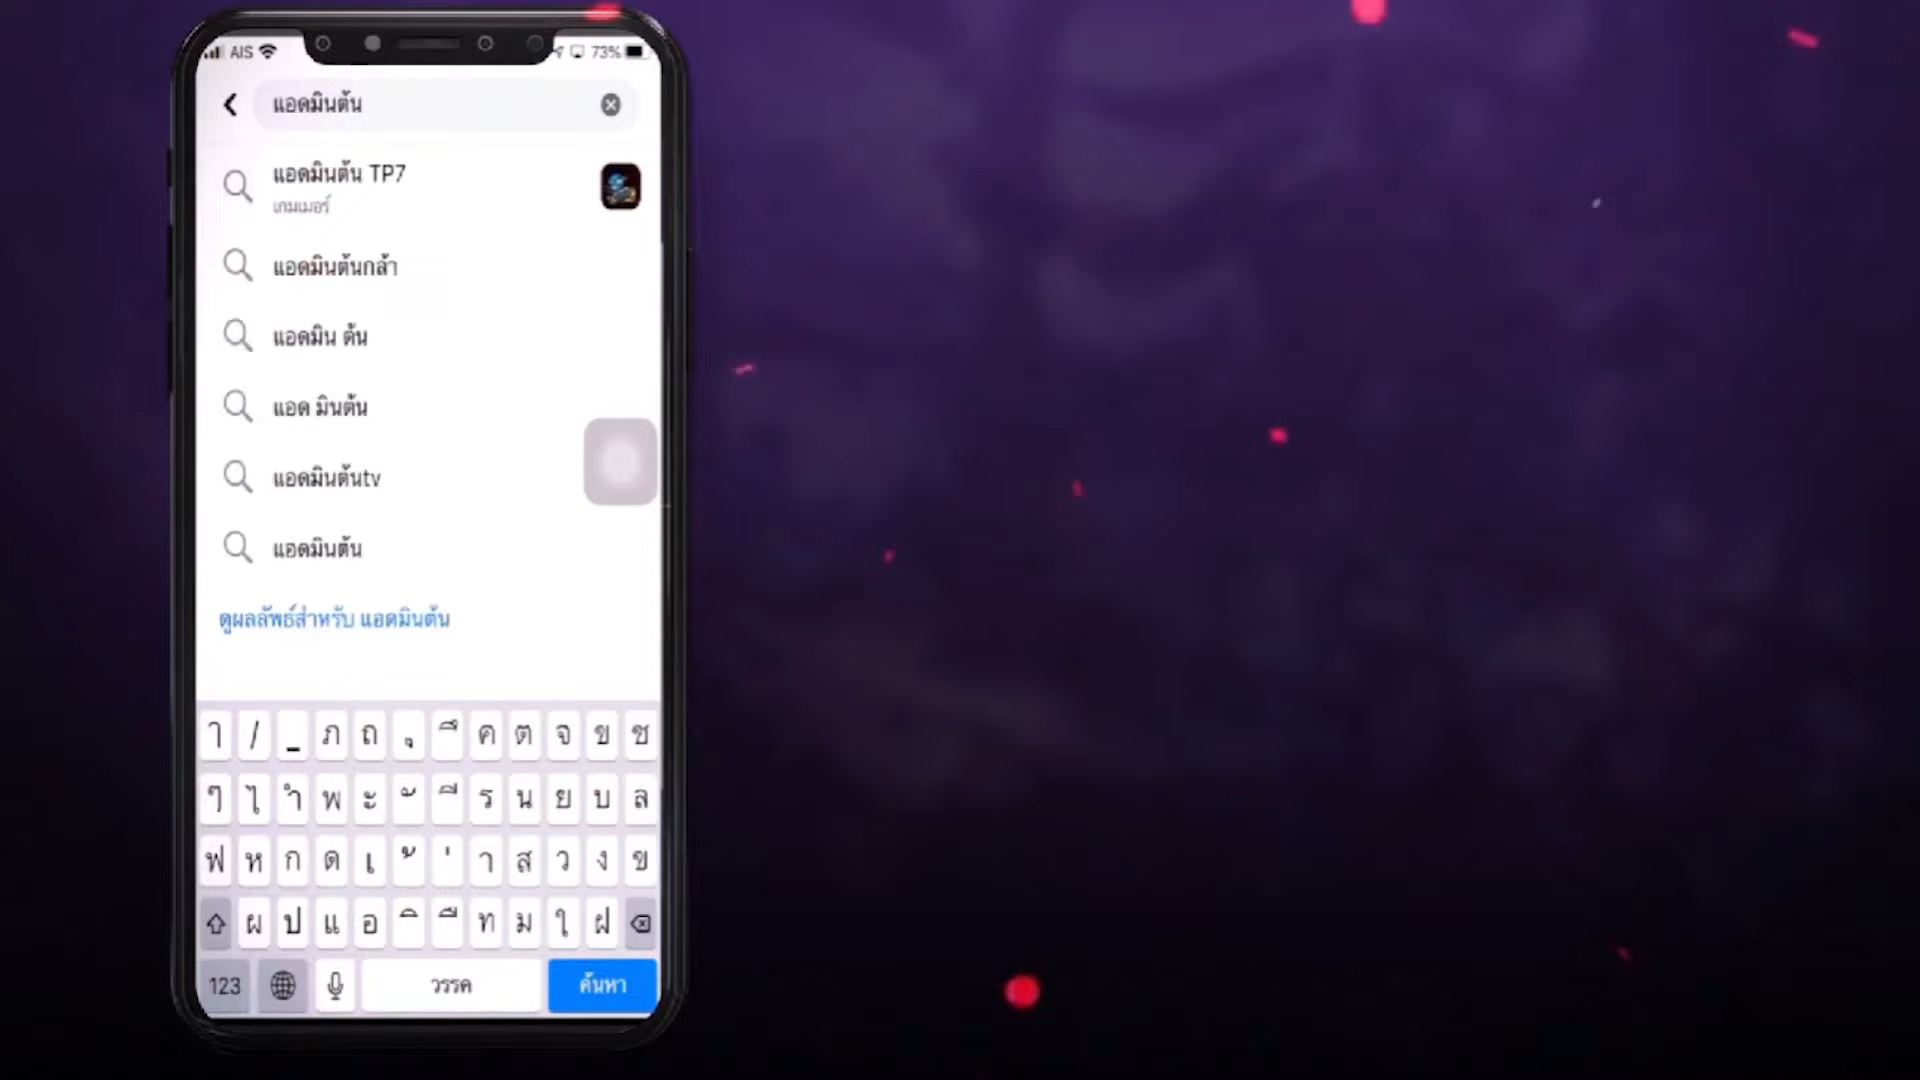 AIS 73%
แอดมินต้น
แอดมินต้น TP7
เกมเมอร์
แอดมินต้นกล้า
แอดมิน ต้น
แอด มินต้น
แอดมินต้นtv
แอดมินต้น
ดูผลลัพธ์สำหรับ แอดมินต้น
ๅ / _ ภ ถ ุ ึ ค ต จ ข ช
ๆ ไ ำ พ ะ ั ี ร น ย บ ล
ฟ ห ก ด เ ้ ่ า ส ว ง ฃ
ผ ป แ อ ิ ื ท ม ใ ฝ
123 วรรค ค้นหา